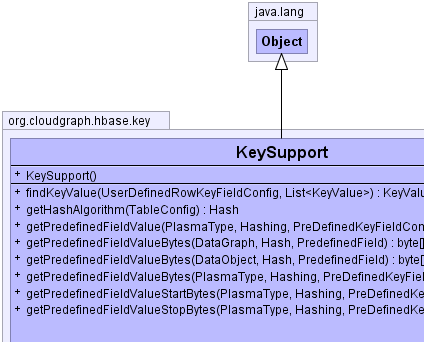 java.lang
Object
org.cloudgraph.hbase.key
KeySupport
+ KeySupport()
+ findKeyValue(UserDefinedRowKeyFieldConfig, List<KeyValue>) : KeyValu
+ getHashAlgorithm(TableConfig) : Hash
+ getPredefinedFieldValue(PlasmaType, Hashing, PreDefinedKeyFieldCon
+ getPredefinedFieldValueBytes(DataGraph, Hash, PredefinedField) : byte[]
+ getPredefinedFieldValueBytes(DataObject, Hash, PredefinedField) : byte[]
+ getPredefinedFieldValueBytes(PlasmaType, Hashing, PreDefinedKeyField
+ getPredefinedFieldValueStartBytes(PlasmaType, Hashing, PreDefinedKe
+ getPredefinedFieldValueStopBytes(PlasmaType, Hashing, PreDefinedKe